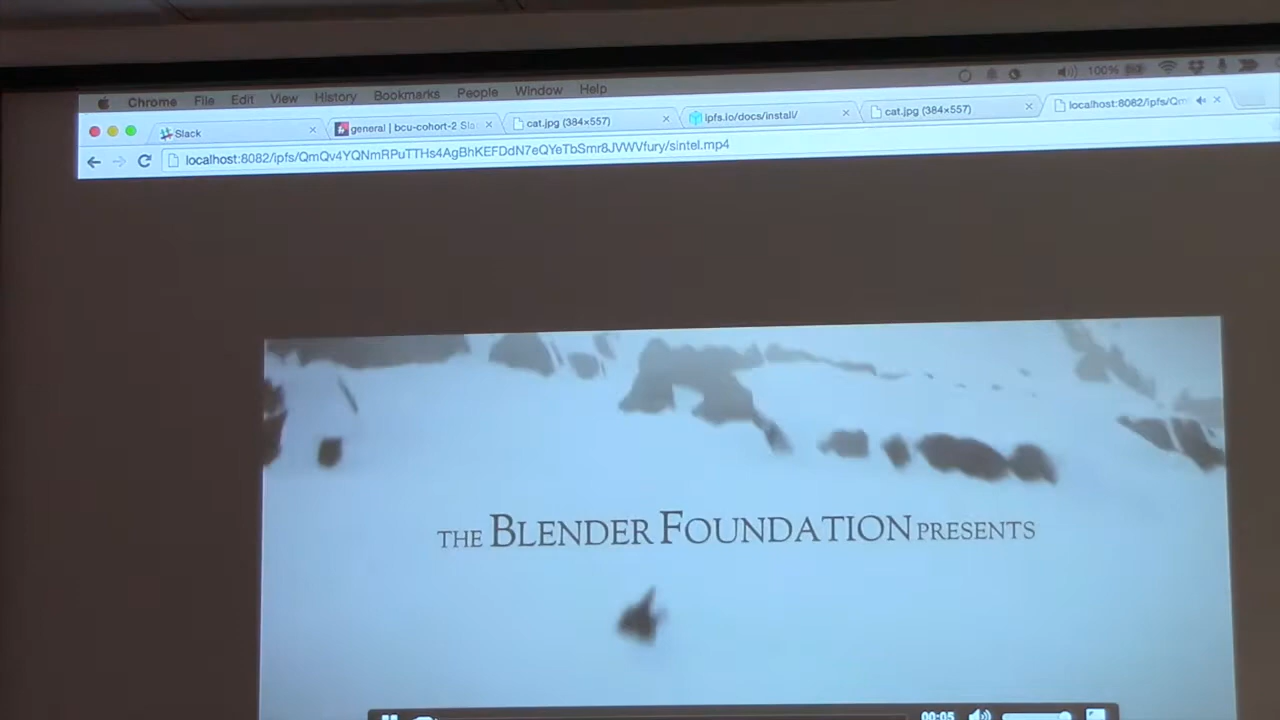 Chrome File Edit View History Bookmarks People Window Help 100%
Slack
general | bcu-cohort-2 Sla
cat.jpg (384×557)
ipfs.io/docs/install/
cat.jpg (384×557)
localhost:8082/ipfs/Qm
localhost:8082/ipfs/QmQv4YQNmRPuTTHs4AgBhKEFDdN7eQYeTbSmr8JVWVfury/sintel.mp4
THE BLENDER FOUNDATION PRESENTS
00:05